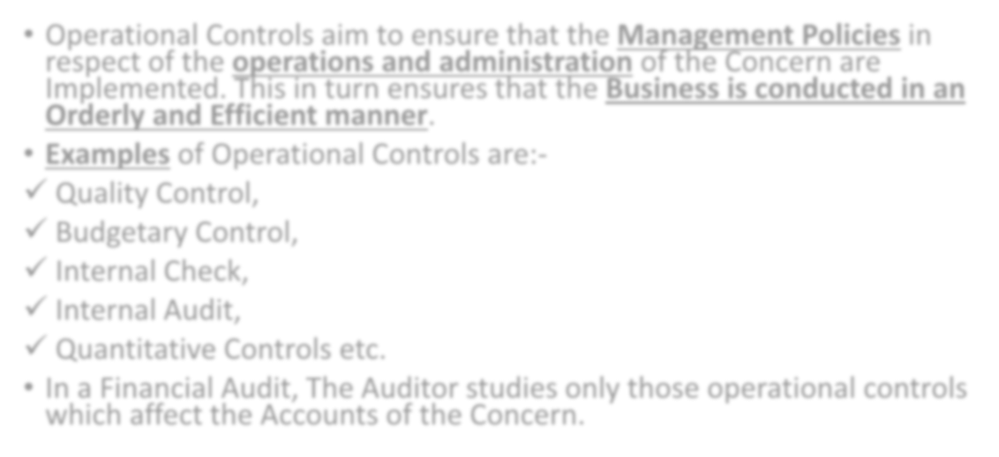 • Operational Controls aim to ensure that the Management Policies in
respect of the operations and administration of the Concern are
Implemented. This in turn ensures that the Business is conducted in an
Orderly and Efficient manner.
• Examples of Operational Controls are:-
✓ Quality Control,
✓ Budgetary Control,
✓ Internal Check,
✓ Internal Audit,
✓ Quantitative Controls etc.
• In a Financial Audit, The Auditor studies only those operational controls
which affect the Accounts of the Concern.